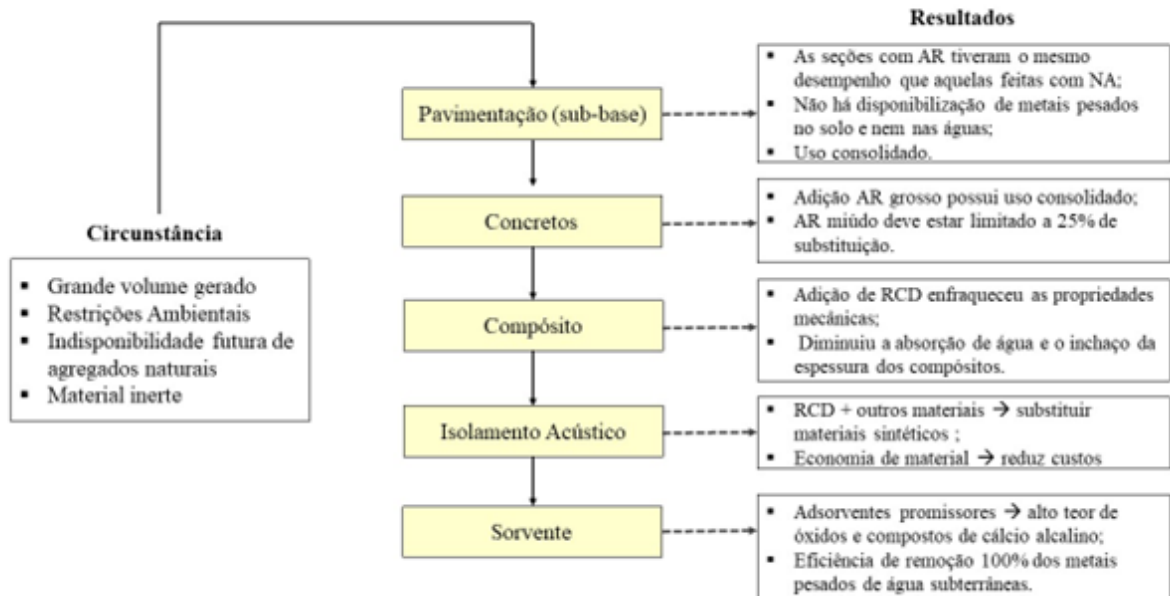 Circunstância
▪ Grande volume gerado
▪ Restrições Ambientais
▪ Indisponibilidade futura de
agregados naturais
▪ Material inerte
Pavimentação (sub-base)
Concretos
Compósito
Isolamento Acústico
Sorvente
Resultados
▪ As seções com AR tiveram o mesmo
desempenho que aquelas feitas com NA;
▪ Não há disponibilização de metais pesados
no solo e nem nas águas;
▪ Uso consolidado.
▪ Adição AR grosso possui uso consolidado;
▪ AR miúdo deve estar limitado a 25% de
substituição.
▪ Adição de RCD enfraqueceu as propriedades
mecânicas;
▪ Diminuiu a absorção de água e o inchaço da
espessura dos compósitos.
▪ RCD + outros materiais → substituir
materiais sintéticos ;
▪ Economia de material → reduz custos
▪ Adsorventes promissores → alto teor de
óxidos e compostos de cálcio alcalino;
▪ Eficiência de remoção 100% dos metais
pesados de água subterrâneas.